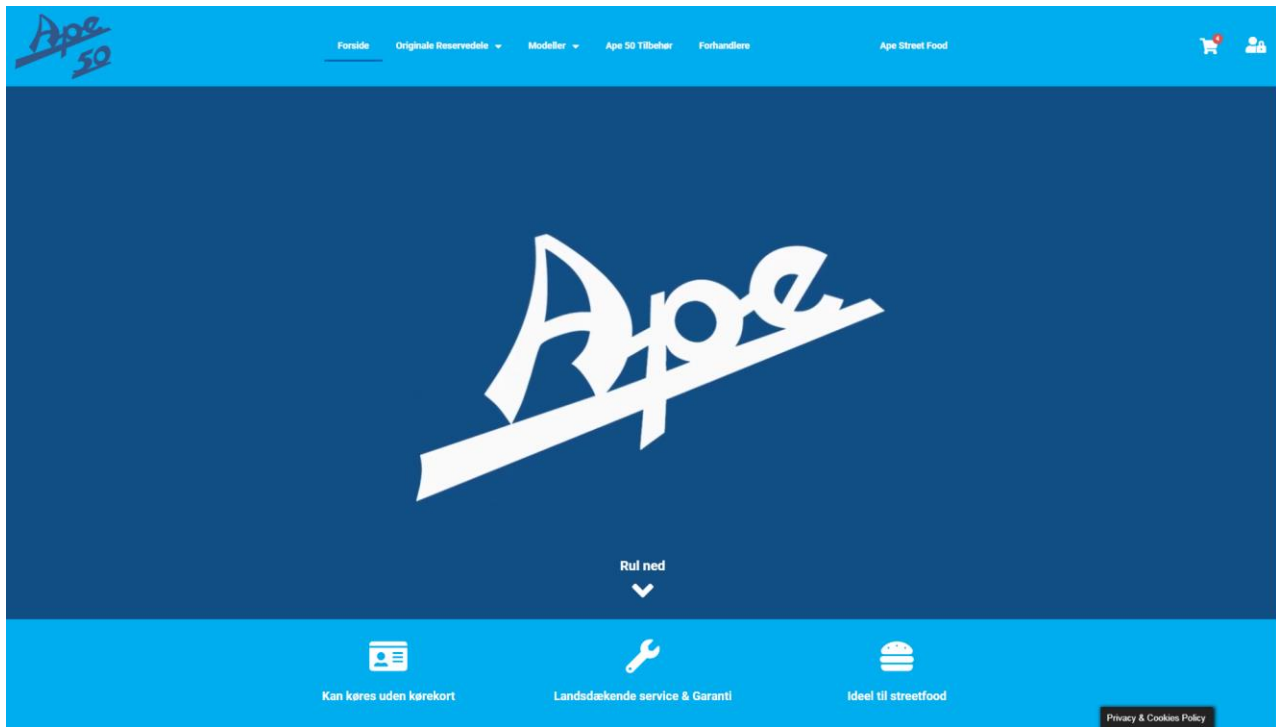 Ape
50
Forside
Originale Reservedele
Modeller
Ape 50 Tilbehør
Forhandlere
Ape Street Food
Ape
Rul ned
Kan køres uden kørekort
Landsdækkende service & Garanti
Ideel til streetfood
Privacy & Cookies Policy